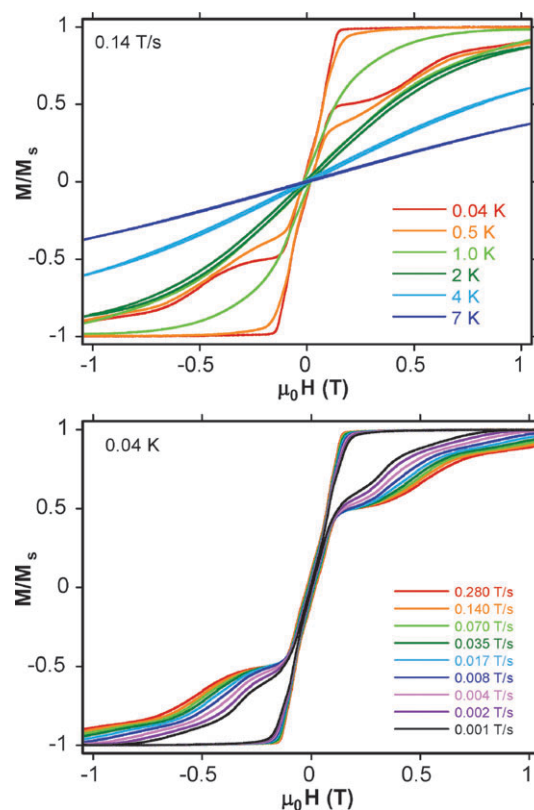 0.14 T/s
M/Ms
1
0.5
0
-0.5
-1
0.04 K
0.5 K
1.0 K
2 K
4 K
7 K
-1
-0.5
0
0.5
1
μ0H (T)
0.04 K
M/Ms
1
0.5
0
-0.5
-1
0.280 T/s
0.140 T/s
0.070 T/s
0.035 T/s
0.017 T/s
0.008 T/s
0.004 T/s
0.002 T/s
0.001 T/s
-1
-0.5
0
0.5
1
μ0H (T)